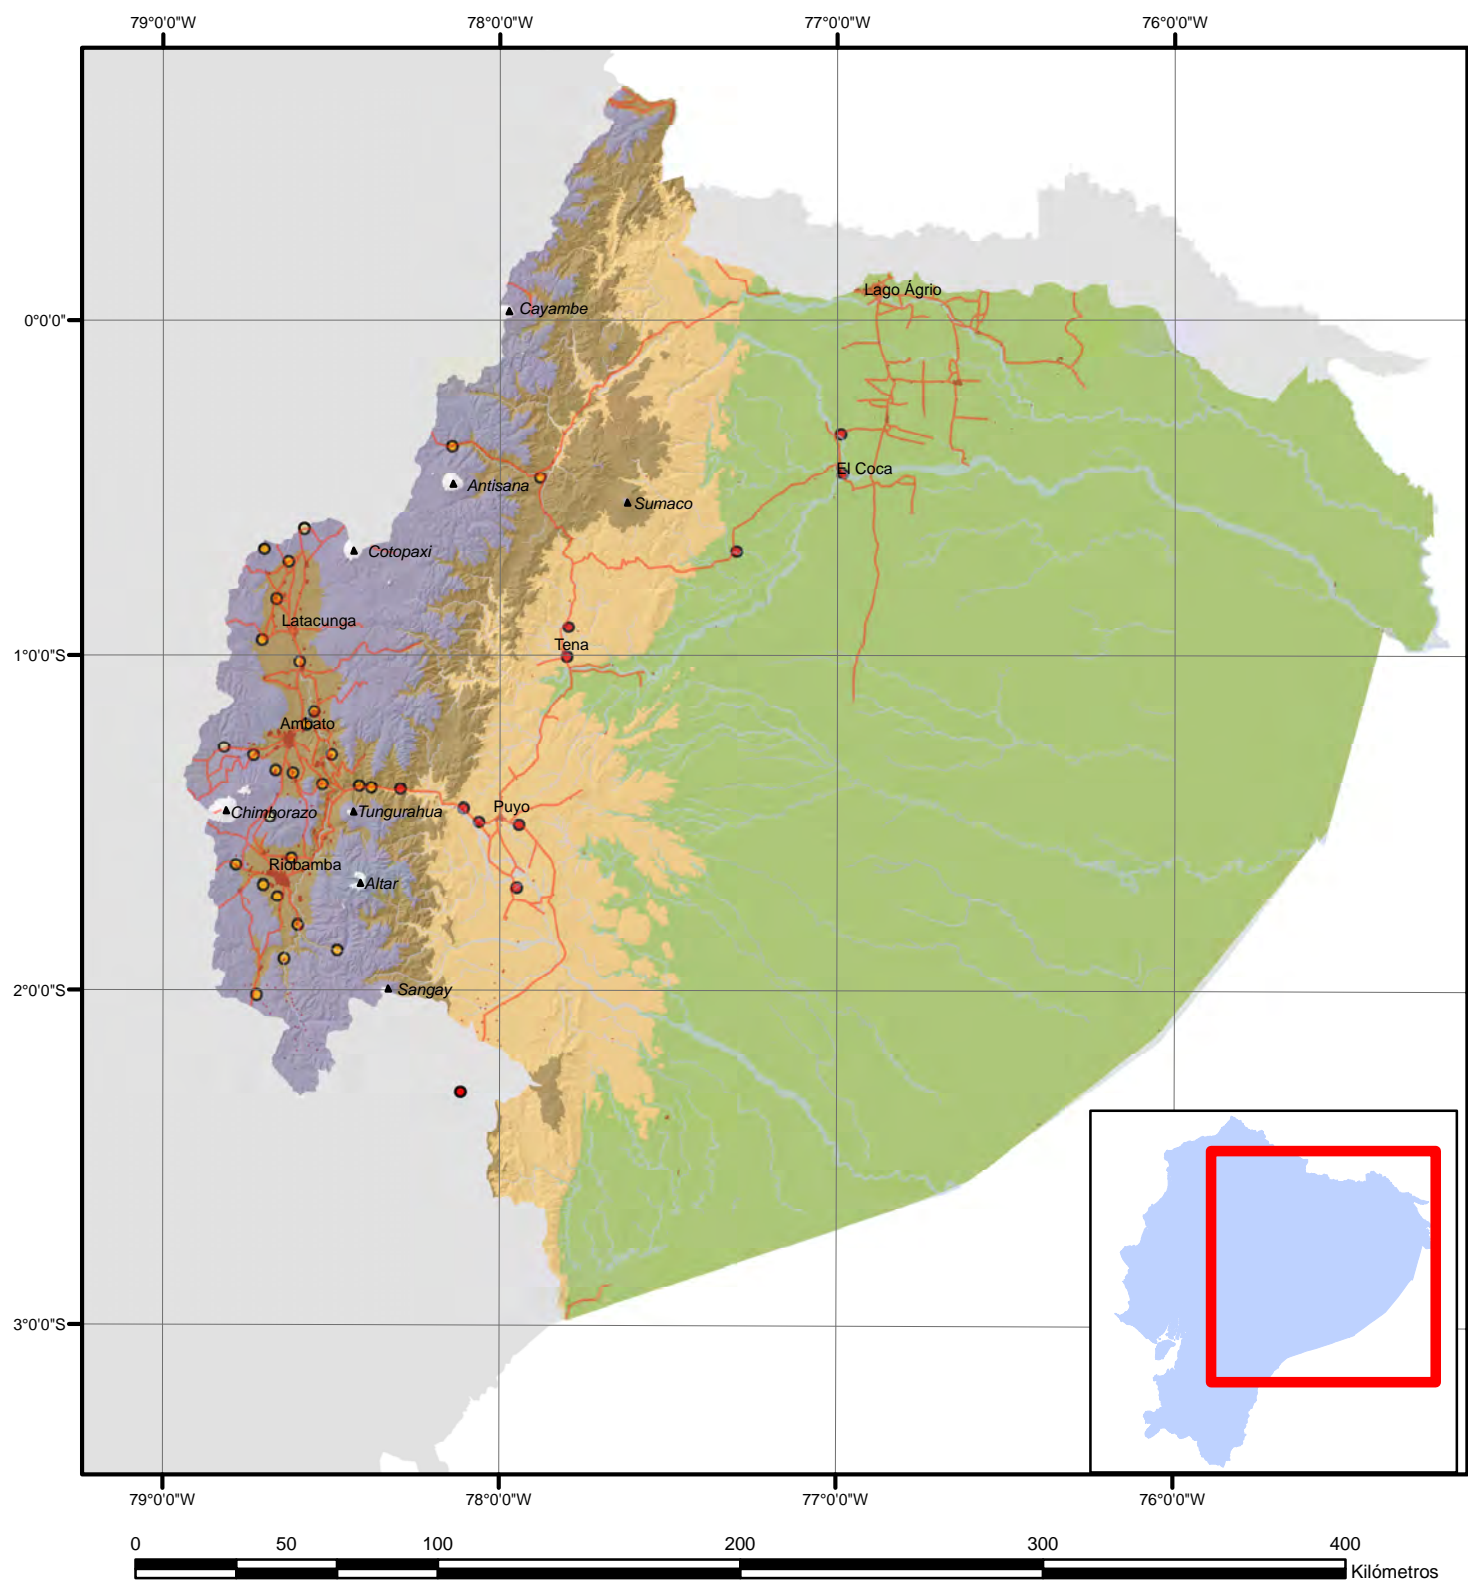 79°0'0"W 78°0'0"W 77°0'0"W 76°0'0"W
Lago Ágrio
Cayambe
0°0'0"
El Coca
Antisana
Sumaco
Cotopaxi
Latacunga
Tena
1°0'0"S
Ambato
Puyo
Chimborazo
Tungurahua
Riobamba
Altar
2°0'0"S
Sangay
3°0'0"S
79°0'0"W 78°0'0"W 77°0'0"W 76°0'0"W
0 50 100 200 300 400
Kilómetros